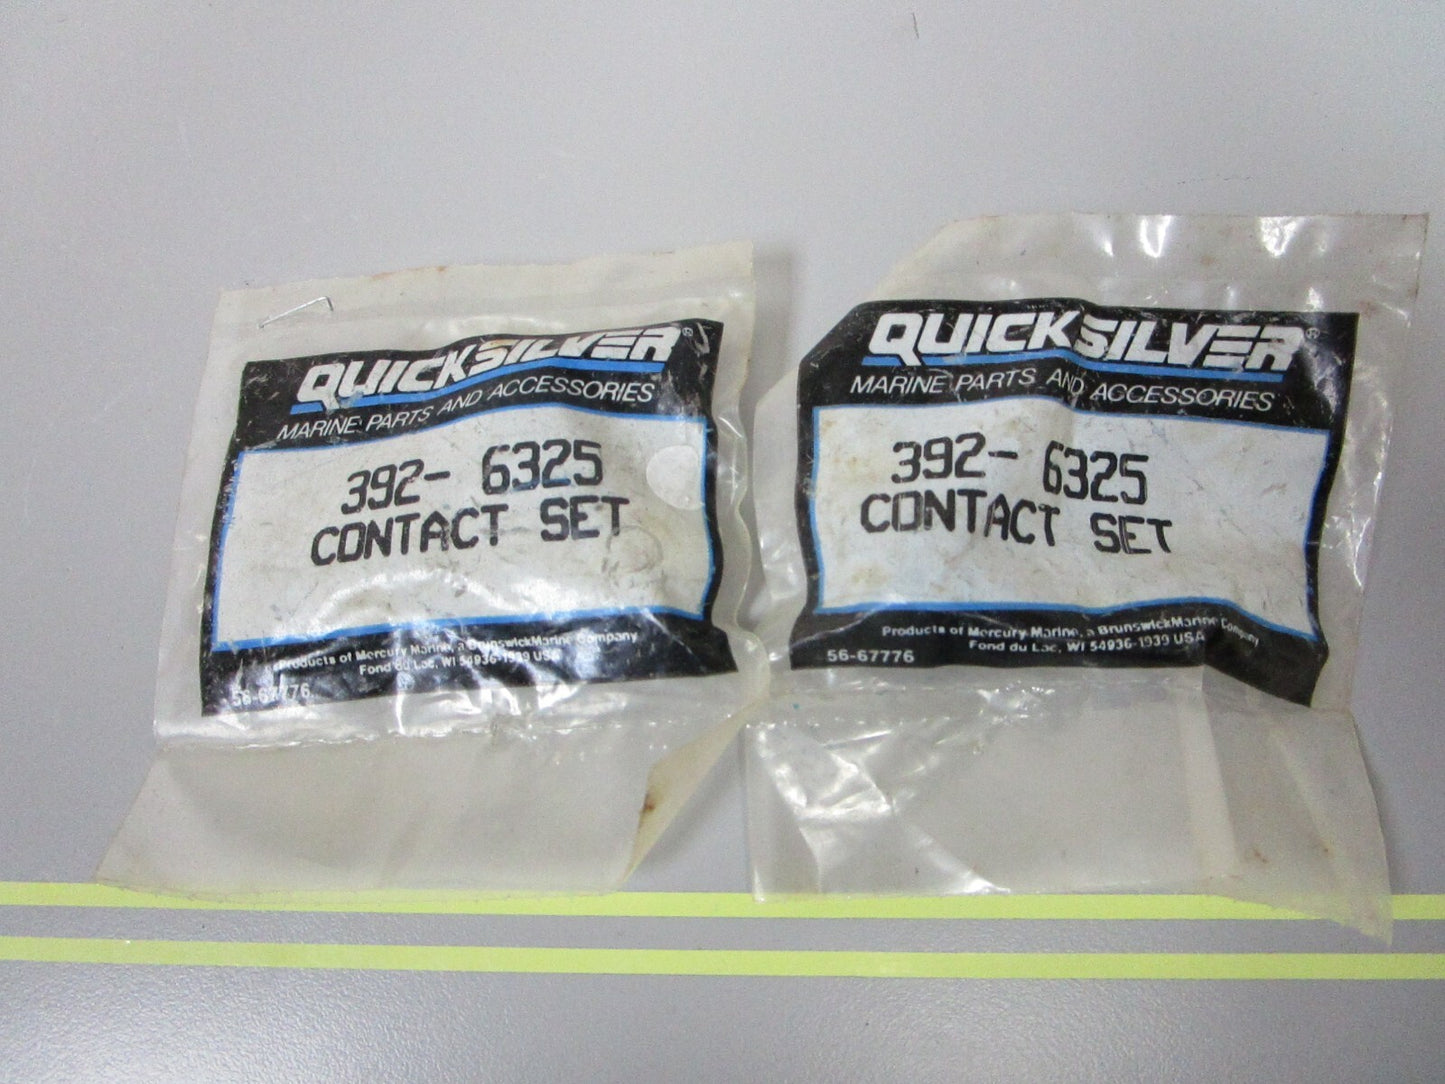 QUICKSILVER®
MARINE PARTS AND ACCESSORIES
392- 6325
CONTACT SET
Products of Mercury Marine, a Brunswick Marine Company
Fond du Lac, WI 54936-1939 USA
56-67776
QUICKSILVER®
MARINE PARTS AND ACCESSORIES
392- 6325
CONTACT SET
Products of Mercury Marine, a Brunswick Marine Company
Fond du Lac, WI 54936-1939 USA
56-67776